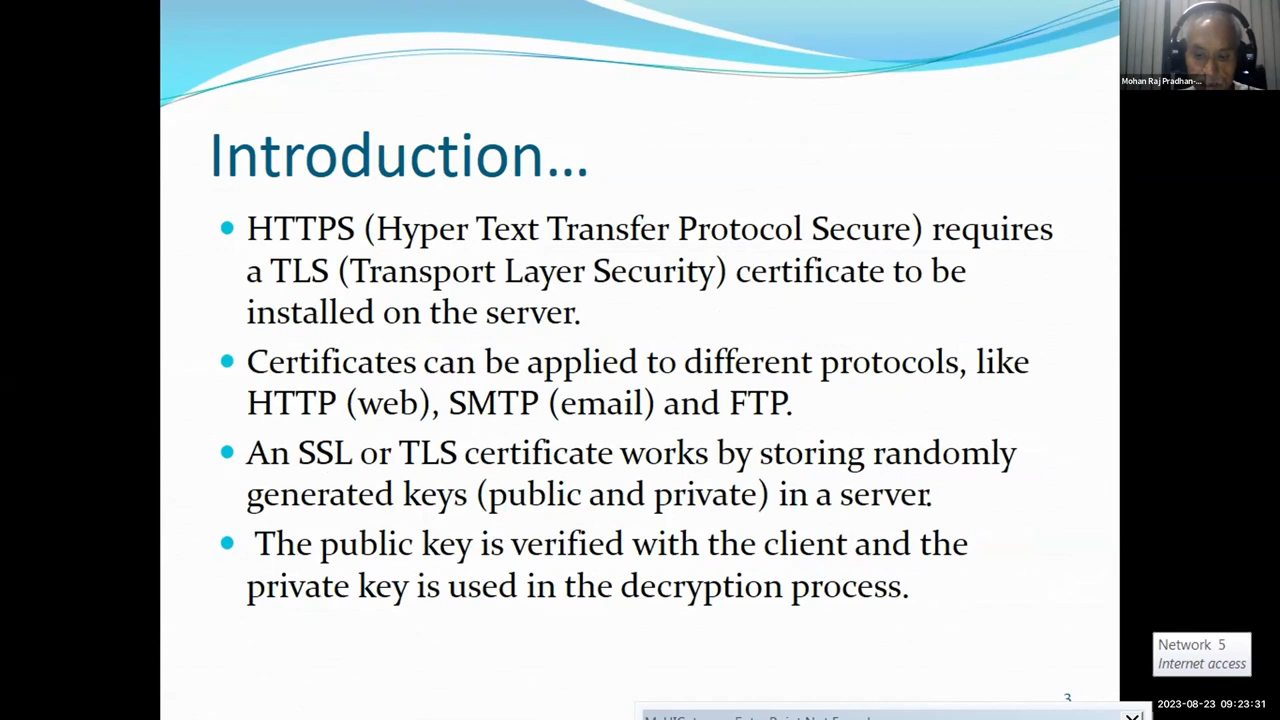 Mohan Raj Pradhan-...
Introduction...
HTTPS (Hyper Text Transfer Protocol Secure) requires
a TLS (Transport Layer Security) certificate to be
installed on the server.
Certificates can be applied to different protocols, like
HTTP (web), SMTP (email) and FTP.
An SSL or TLS certificate works by storing randomly
generated keys (public and private) in a server.
The public key is verified with the client and the
private key is used in the decryption process.
Network 5
Internet access
3
2023-08-23 09:23:31